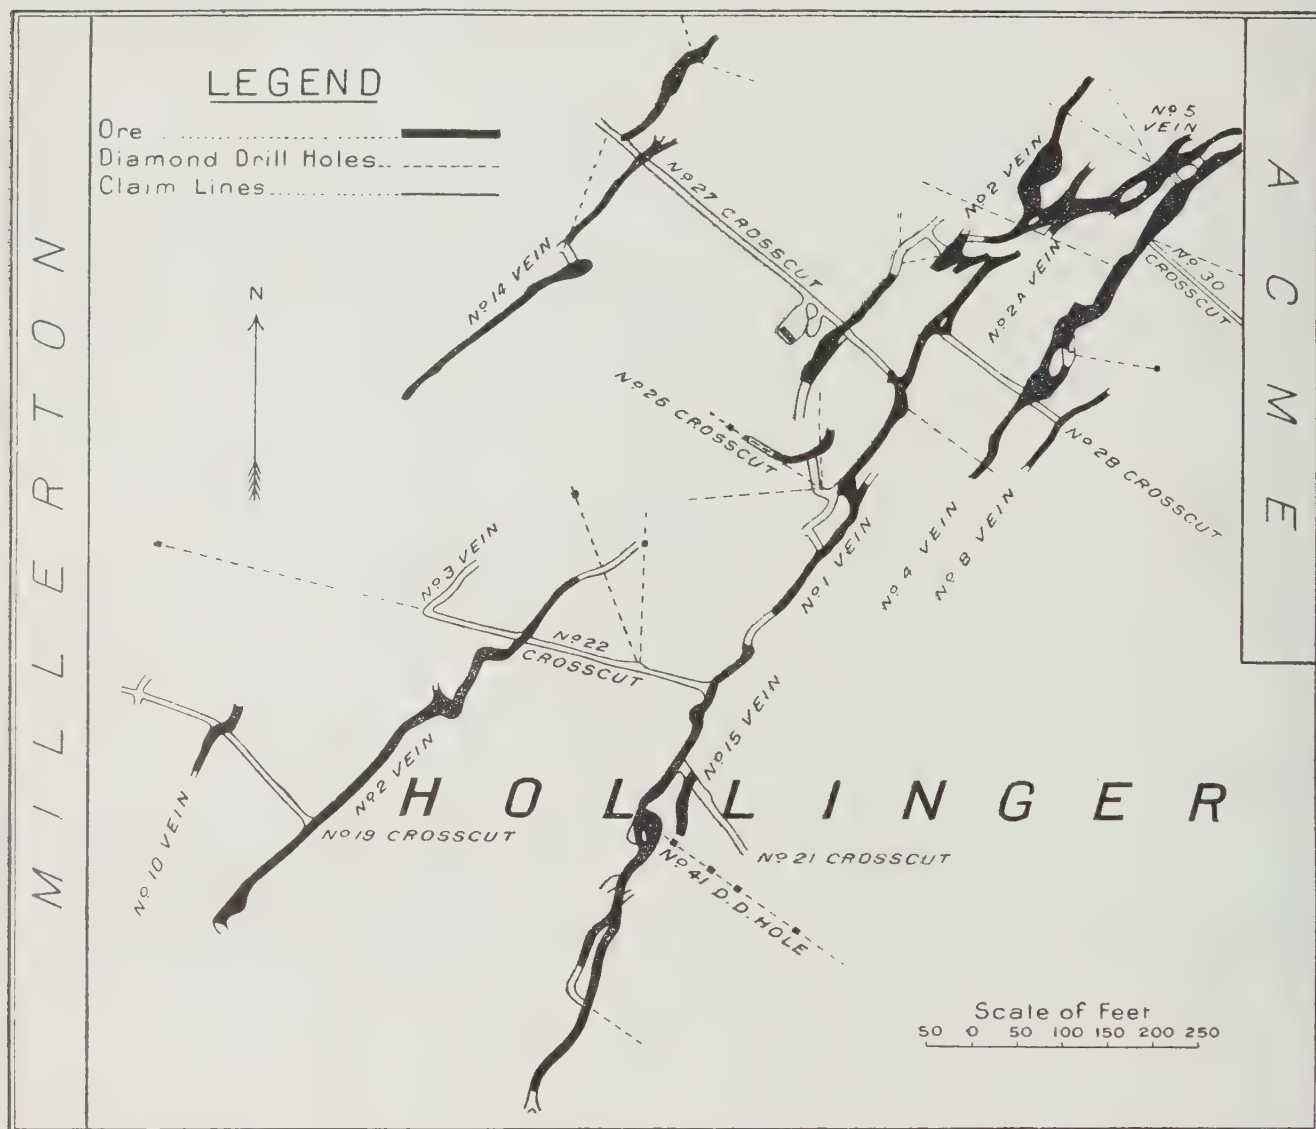 LEGEND
Ore
Diamond Drill Holes
Claim Lines
MILLERTON
ACME
HOLLINGER
N
Nº 5
VEIN
Nº 2 VEIN
Nº 27 CROSSCUT
Nº 14 VEIN
Nº 2A VEIN
Nº 30
CROSSCUT
Nº 26
CROSSCUT
Nº 28 CROSSCUT
Nº 3 VEIN
Nº 1 VEIN
Nº 4 VEIN
Nº 8 VEIN
Nº 22
CROSSCUT
Nº 15 VEIN
Nº 2 VEIN
Nº 10 VEIN
Nº 19 CROSSCUT
Nº 21 CROSSCUT
Nº 41 D.D. HOLE
Scale of Feet
50 0 50 100 150 200 250